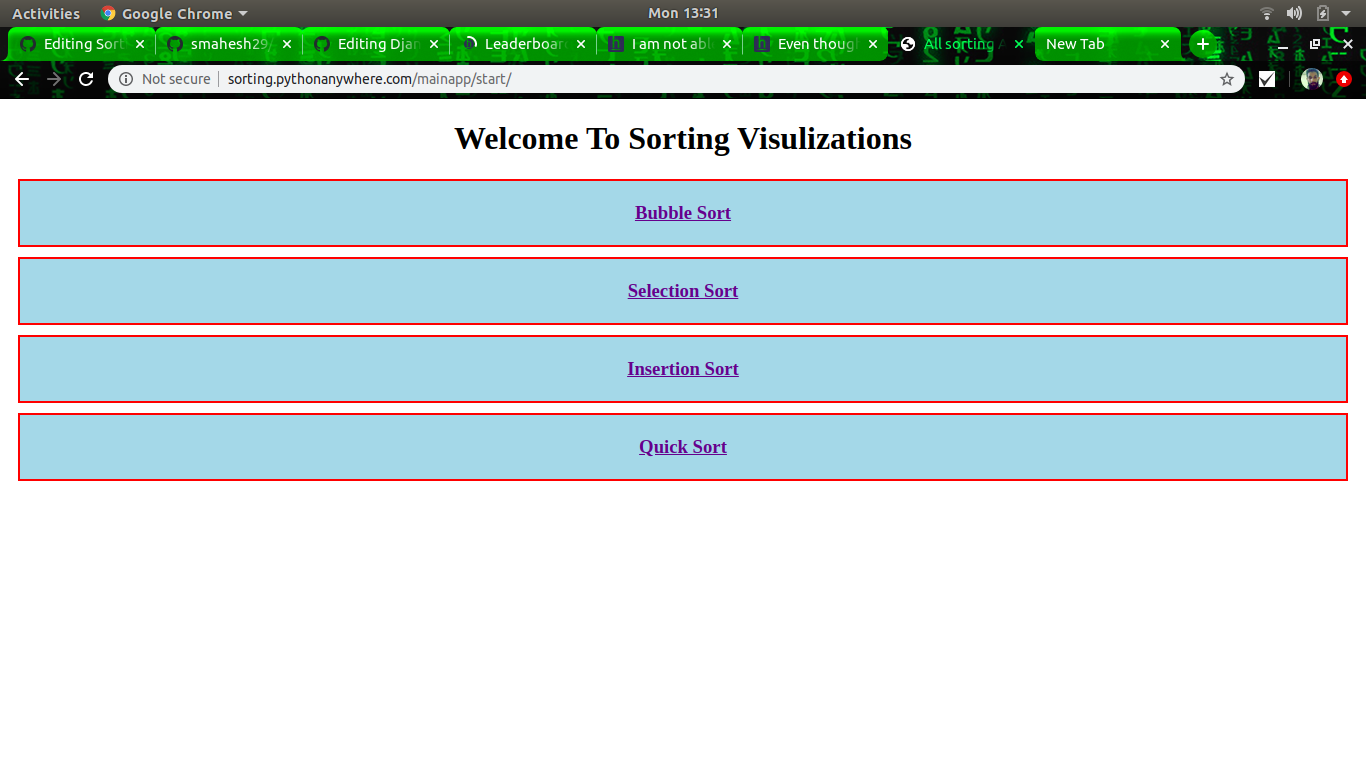 Activities Google Chrome Mon 13:31
Editing Sort smahesh29/ Editing Djan Leaderboard I am not abl Even though All sorting A New Tab
Not secure sorting.pythonanywhere.com/mainapp/start/
Welcome To Sorting Visulizations
Bubble Sort
Selection Sort
Insertion Sort
Quick Sort